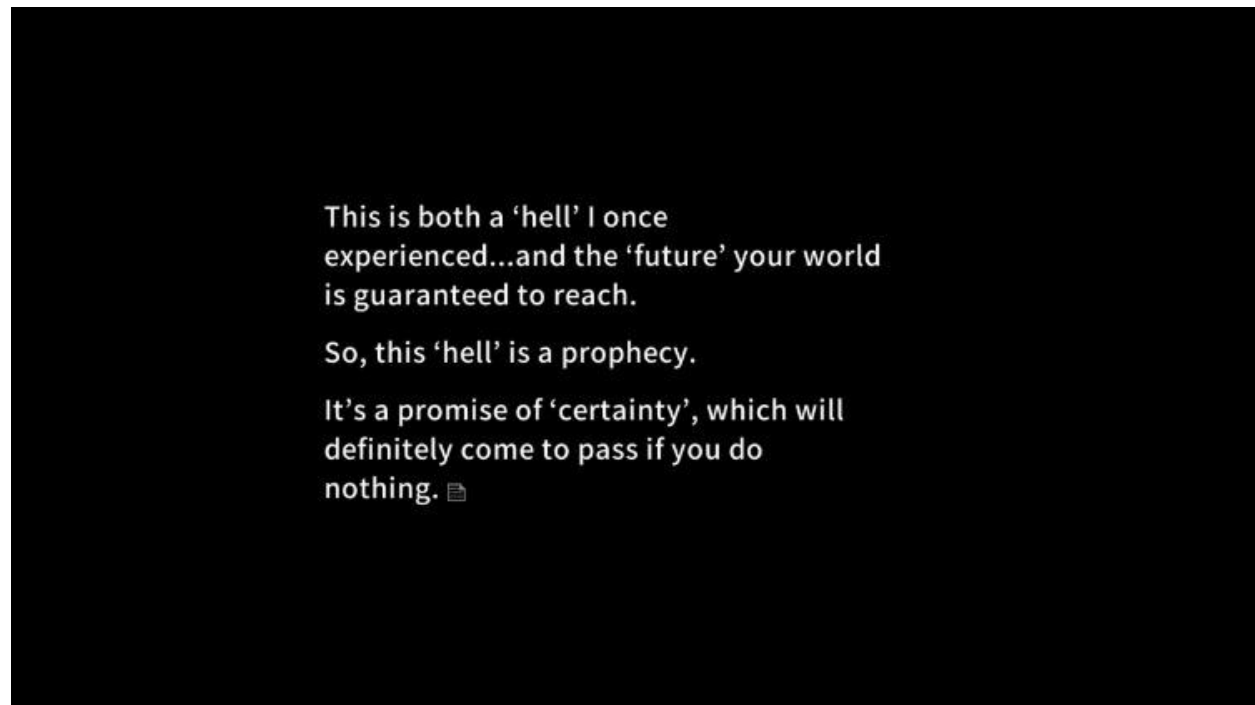 This is both a ‘hell’ I once
experienced...and the ‘future’ your world
is guaranteed to reach.
So, this ‘hell’ is a prophecy.
It’s a promise of ‘certainty’, which will
definitely come to pass if you do
nothing.